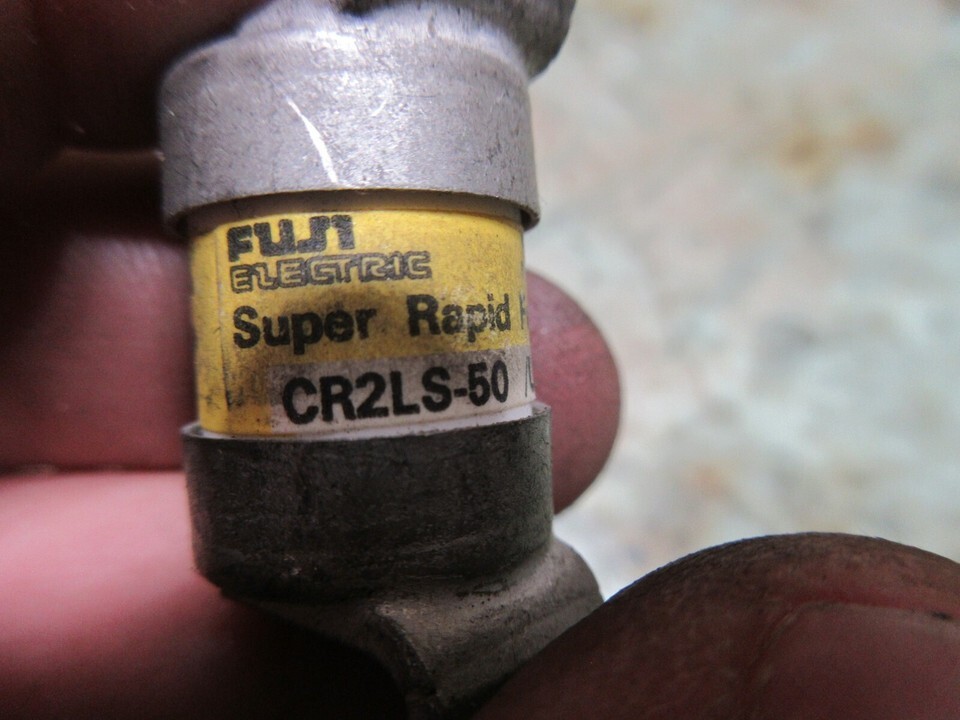 FUJI
ELECTRIC
Super Rapid
CR2LS-50